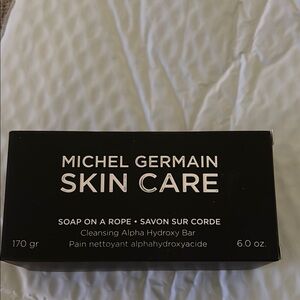 MICHEL GERMAIN
SKIN CARE
SOAP ON A ROPE • SAVON SUR CORDE
Cleansing Alpha Hydroxy Bar
170 gr Pain nettoyant alphahydroxyacide 6.0 oz.